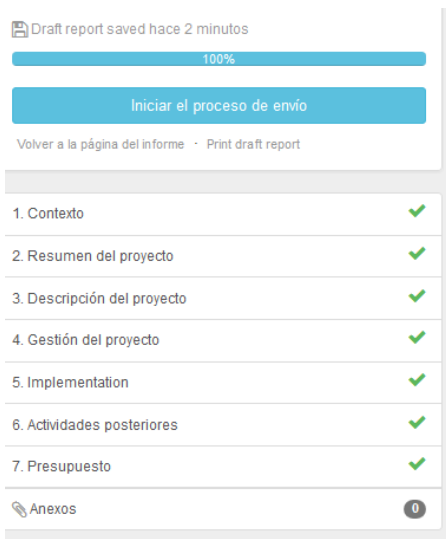 Draft report saved hace 2 minutos
100%
Iniciar el proceso de envío
Volver a la página del informe · Print draft report
1. Contexto
2. Resumen del proyecto
3. Descripción del proyecto
4. Gestión del proyecto
5. Implementation
6. Actividades posteriores
7. Presupuesto
Anexos 0